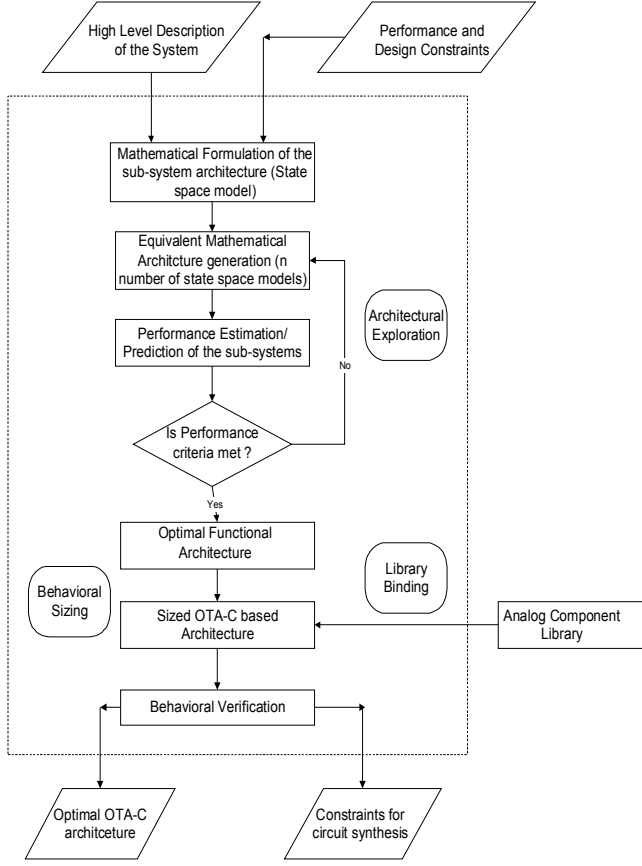 High Level Description
of the System
Performance and
Design Constraints
Mathematical Formulation of the
sub-system architecture (State
space model)
Equivalent Mathematical
Architcture generation (n
number of state space models)
Architectural
Exploration
Performance Estimation/
Prediction of the sub-systems
No
Is Performance
criteria met ?
Yes
Optimal Functional
Architecture
Library
Binding
Behavioral
Sizing
Sized OTA-C based
Architecture
Analog Component
Library
Behavioral Verification
Optimal OTA-C
architceture
Constraints for
circuit synthesis